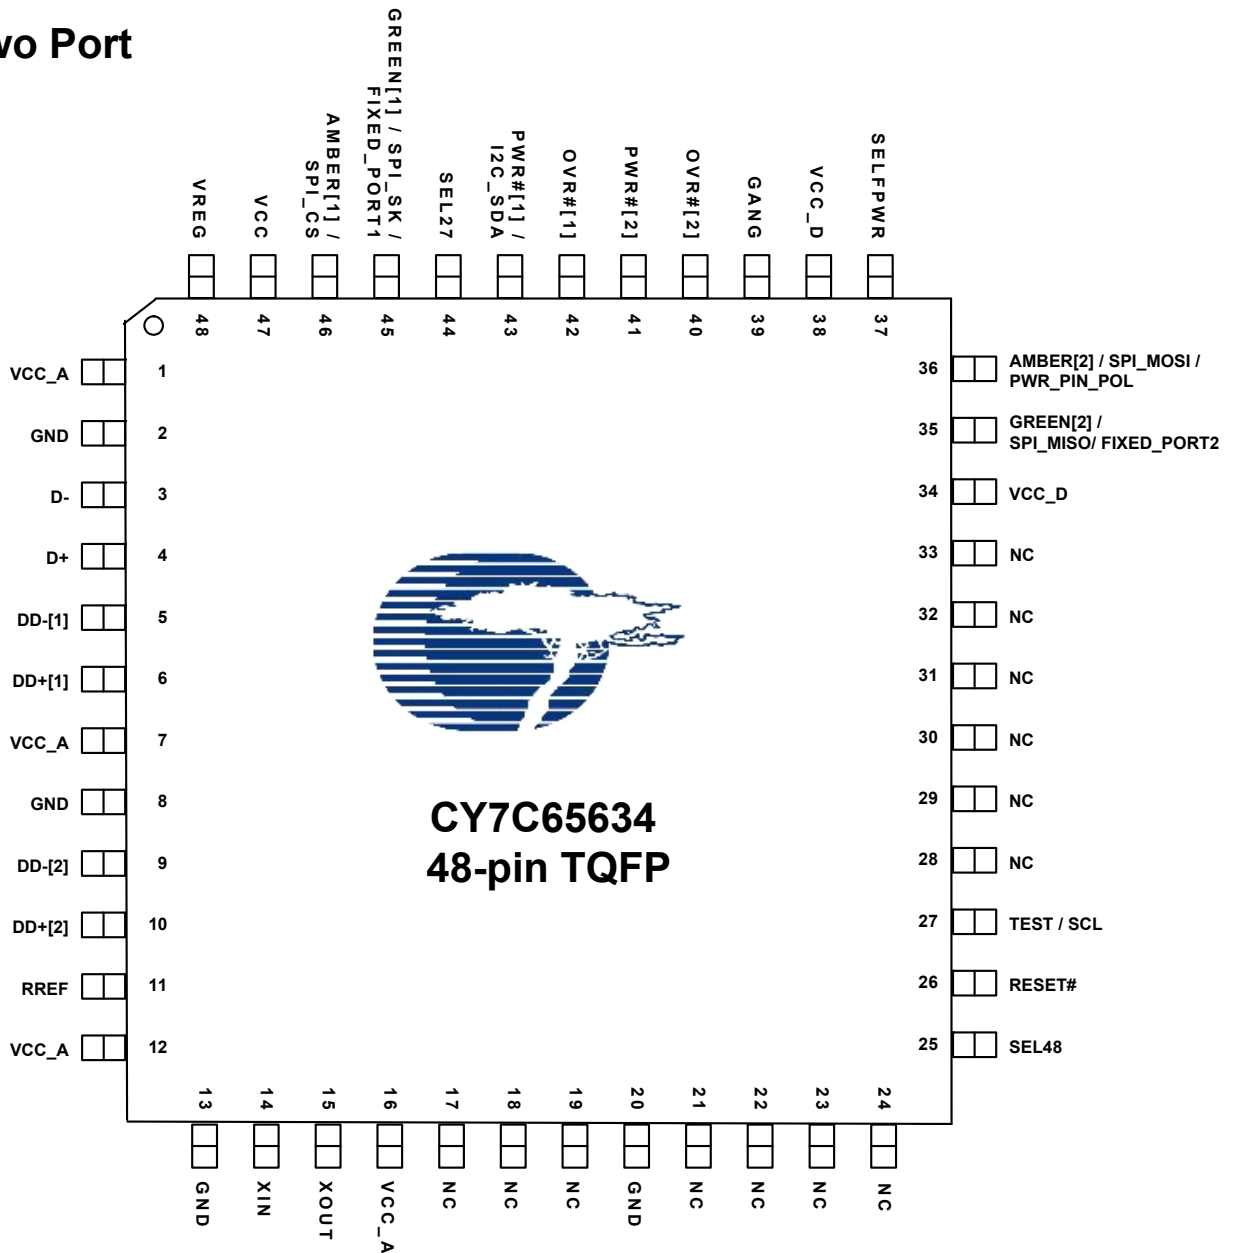 wo Port
VREG
VCC
AMBER[1] /
SPI_CS
GREEN[1] / SPI_SK /
FIXED_PORT1
SEL27
PWR#[1] /
I2C_SDA
OVR#[1]
PWR#[2]
OVR#[2]
GANG
VCC_D
SELFPWR
48
47
46
45
44
43
42
41
40
39
38
37
VCC_A 1
GND 2
D- 3
D+ 4
DD-[1] 5
DD+[1] 6
VCC_A 7
GND 8
DD-[2] 9
DD+[2] 10
RREF 11
VCC_A 12
36 AMBER[2] / SPI_MOSI /
PWR_PIN_POL
35 GREEN[2] /
SPI_MISO/ FIXED_PORT2
34 VCC_D
33 NC
32 NC
31 NC
30 NC
29 NC
28 NC
27 TEST / SCL
26 RESET#
25 SEL48
CY7C65634
48-pin TQFP
13
14
15
16
17
18
19
20
21
22
23
24
GND
XIN
XOUT
VCC_A
NC
NC
NC
GND
NC
NC
NC
NC